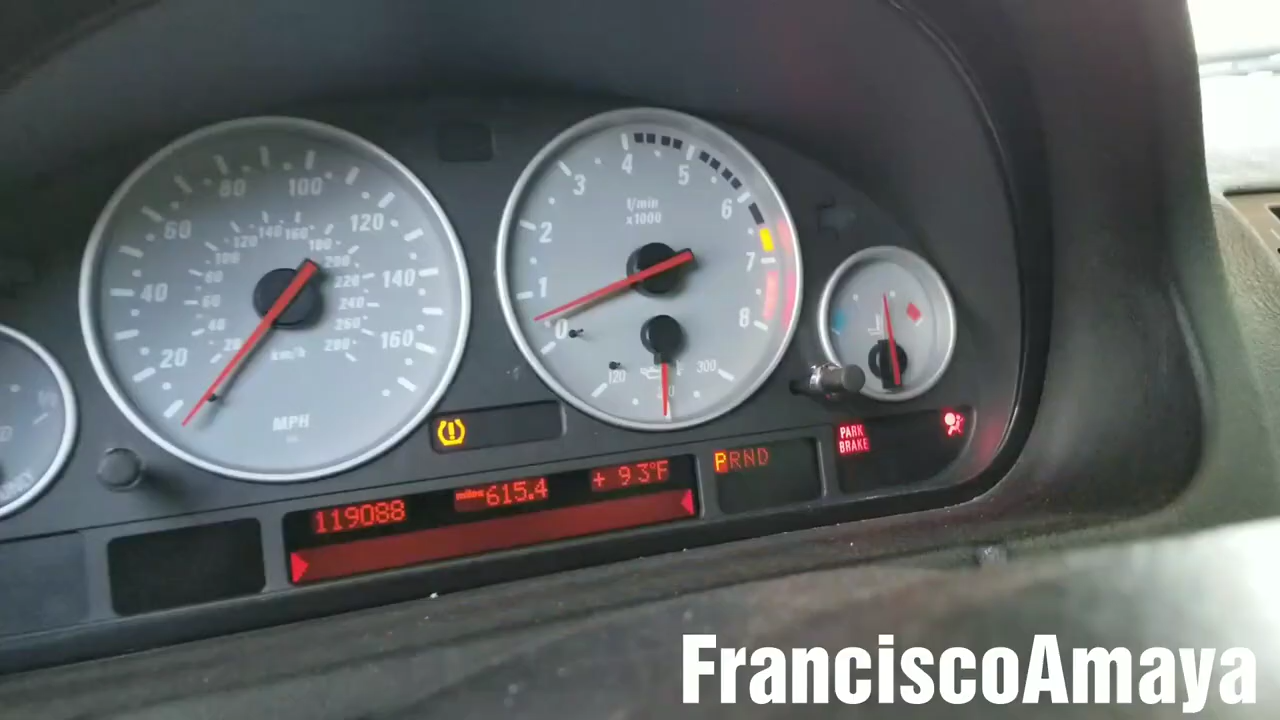 20 40 60 80 100 120 140 160
20 40 60 80 100 120 140 160 180 200 220 240 260 280
km/h
MPH
0 1 2 3 4 5 6 7 8
1/min
x1000
120 300
PARK
BRAKE
PRND
119088 miles 615.4 + 93°F
FranciscoAmaya